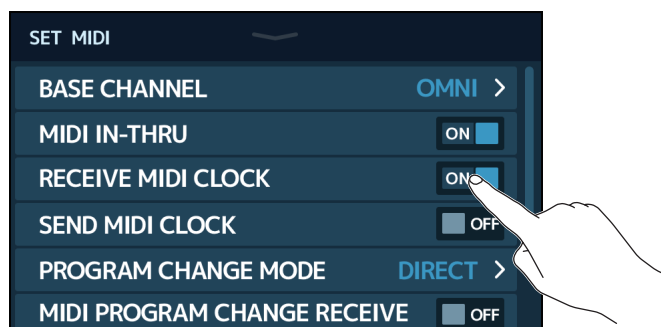 SET MIDI
BASE CHANNEL OMNI >
MIDI IN-THRU ON
RECEIVE MIDI CLOCK ON
SEND MIDI CLOCK OFF
PROGRAM CHANGE MODE DIRECT >
MIDI PROGRAM CHANGE RECEIVE OFF